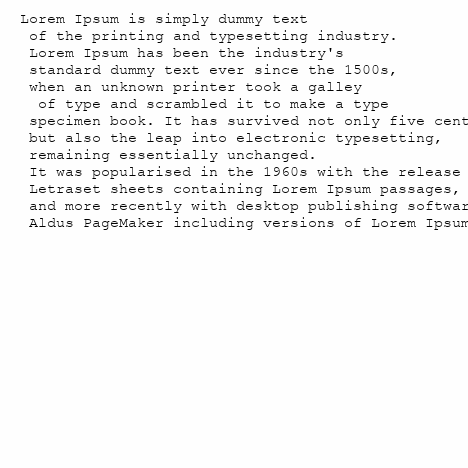 Lorem Ipsum is simply dummy text
of the printing and typesetting industry.
Lorem Ipsum has been the industry's
standard dummy text ever since the 1500s,
when an unknown printer took a galley
of type and scrambled it to make a type
specimen book. It has survived not only five cent
but also the leap into electronic typesetting,
remaining essentially unchanged.
It was popularised in the 1960s with the release
Letraset sheets containing Lorem Ipsum passages,
and more recently with desktop publishing softwar
Aldus PageMaker including versions of Lorem Ipsum